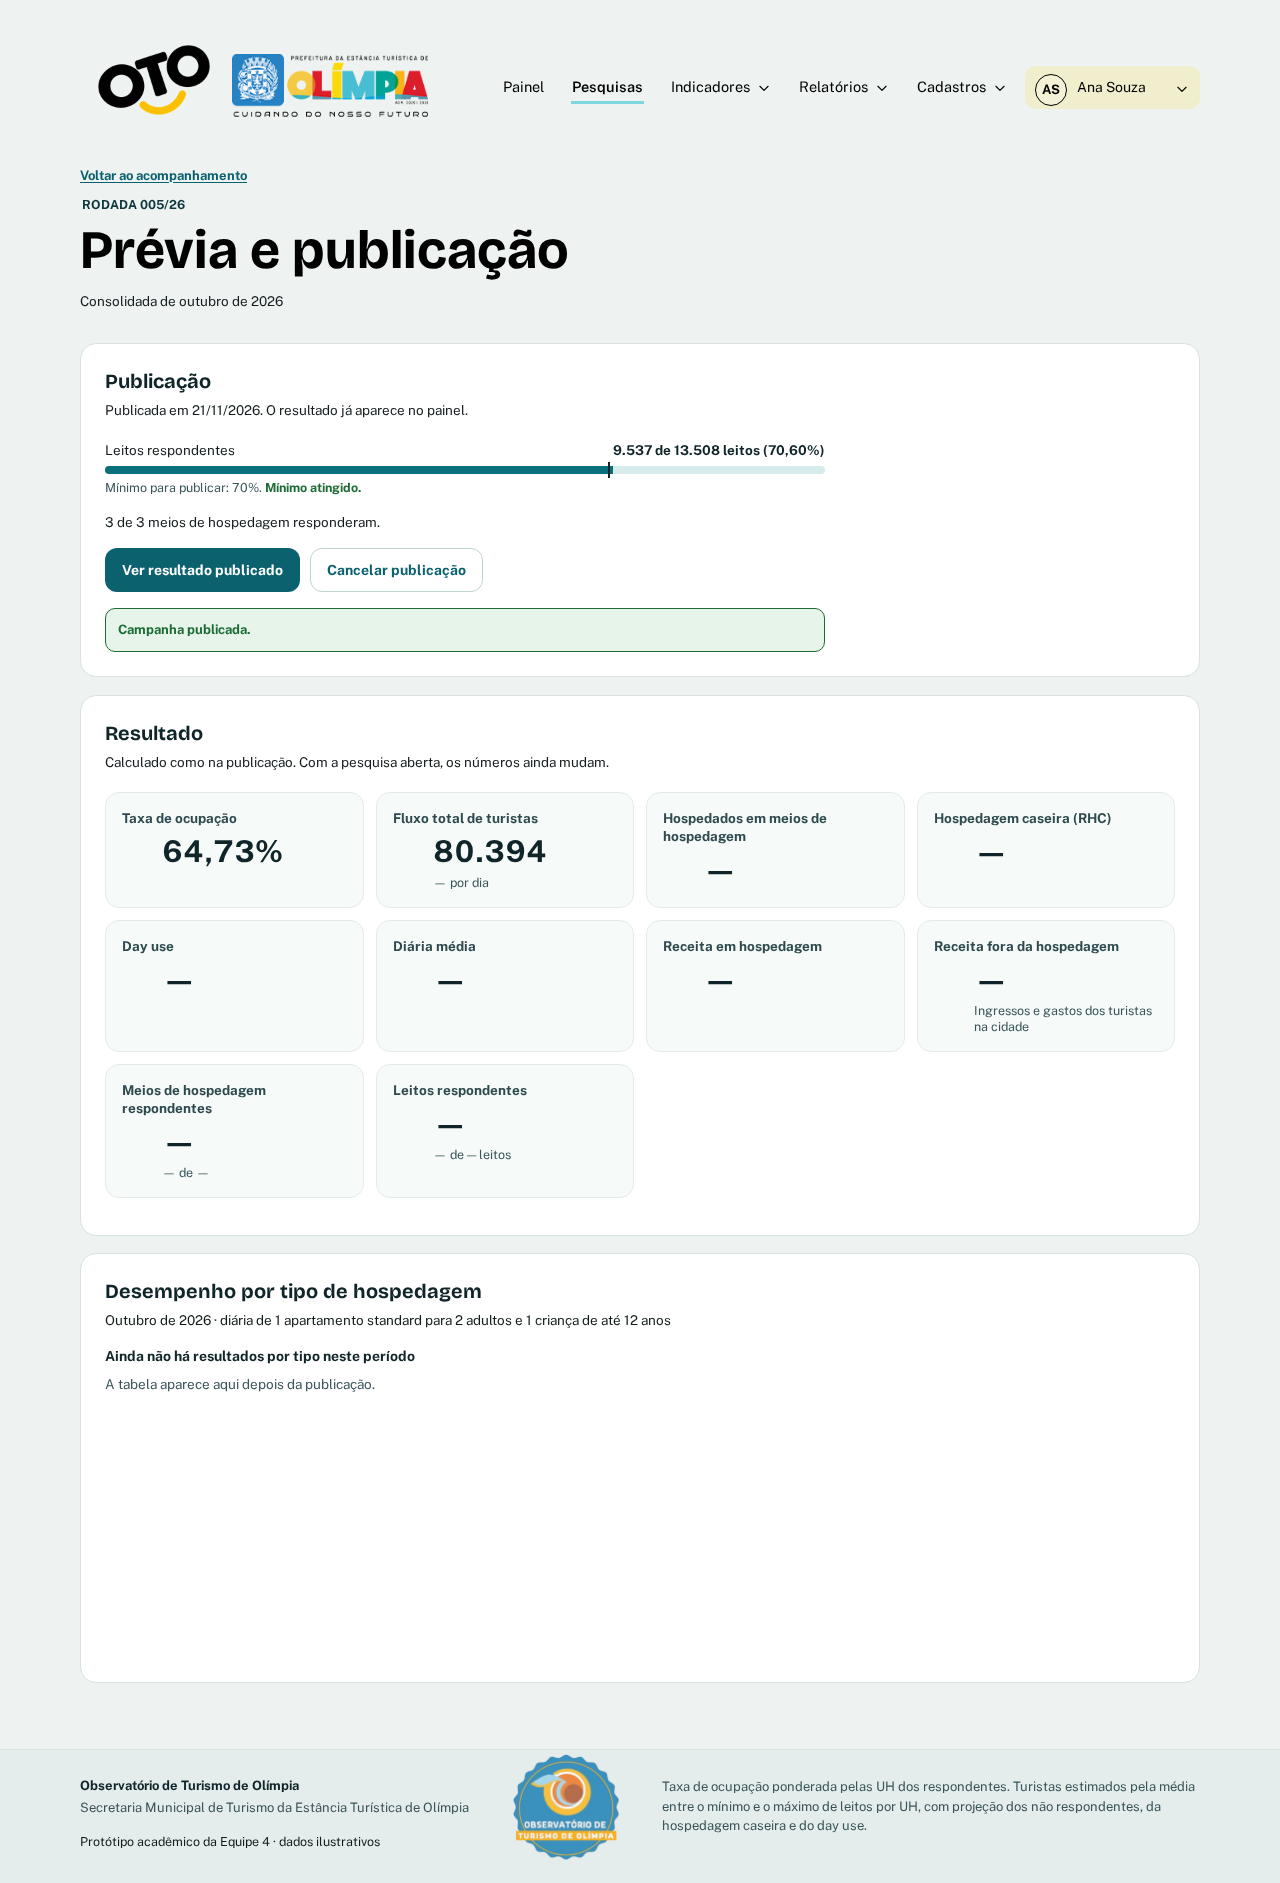 OTO
PREFEITURA DA ESTÂNCIA TURÍSTICA DE
OLÍMPIA
CUIDANDO DO NOSSO FUTURO
Painel
Pesquisas
Indicadores
Relatórios
Cadastros
AS
Ana Souza
Voltar ao acompanhamento
RODADA 005/26
Prévia e publicação
Consolidada de outubro de 2026
Publicação
Publicada em 21/11/2026. O resultado já aparece no painel.
Leitos respondentes
9.537 de 13.508 leitos (70,60%)
Mínimo para publicar: 70%. Mínimo atingido.
3 de 3 meios de hospedagem responderam.
Ver resultado publicado
Cancelar publicação
Campanha publicada.
Resultado
Calculado como na publicação. Com a pesquisa aberta, os números ainda mudam.
Taxa de ocupação
64,73%
Fluxo total de turistas
80.394
— por dia
Hospedados em meios de
hospedagem
—
Hospedagem caseira (RHC)
—
Day use
—
Diária média
—
Receita em hospedagem
—
Receita fora da hospedagem
—
Ingressos e gastos dos turistas
na cidade
Meios de hospedagem
respondentes
—
— de —
Leitos respondentes
—
— de — leitos
Desempenho por tipo de hospedagem
Outubro de 2026 · diária de 1 apartamento standard para 2 adultos e 1 criança de até 12 anos
Ainda não há resultados por tipo neste período
A tabela aparece aqui depois da publicação.
Observatório de Turismo de Olímpia
Secretaria Municipal de Turismo da Estância Turística de Olímpia
Protótipo acadêmico da Equipe 4 · dados ilustrativos
OBSERVATÓRIO DE
TURISMO DE OLÍMPIA
Taxa de ocupação ponderada pelas UH dos respondentes. Turistas estimados pela média
entre o mínimo e o máximo de leitos por UH, com projeção dos não respondentes, da
hospedagem caseira e do day use.